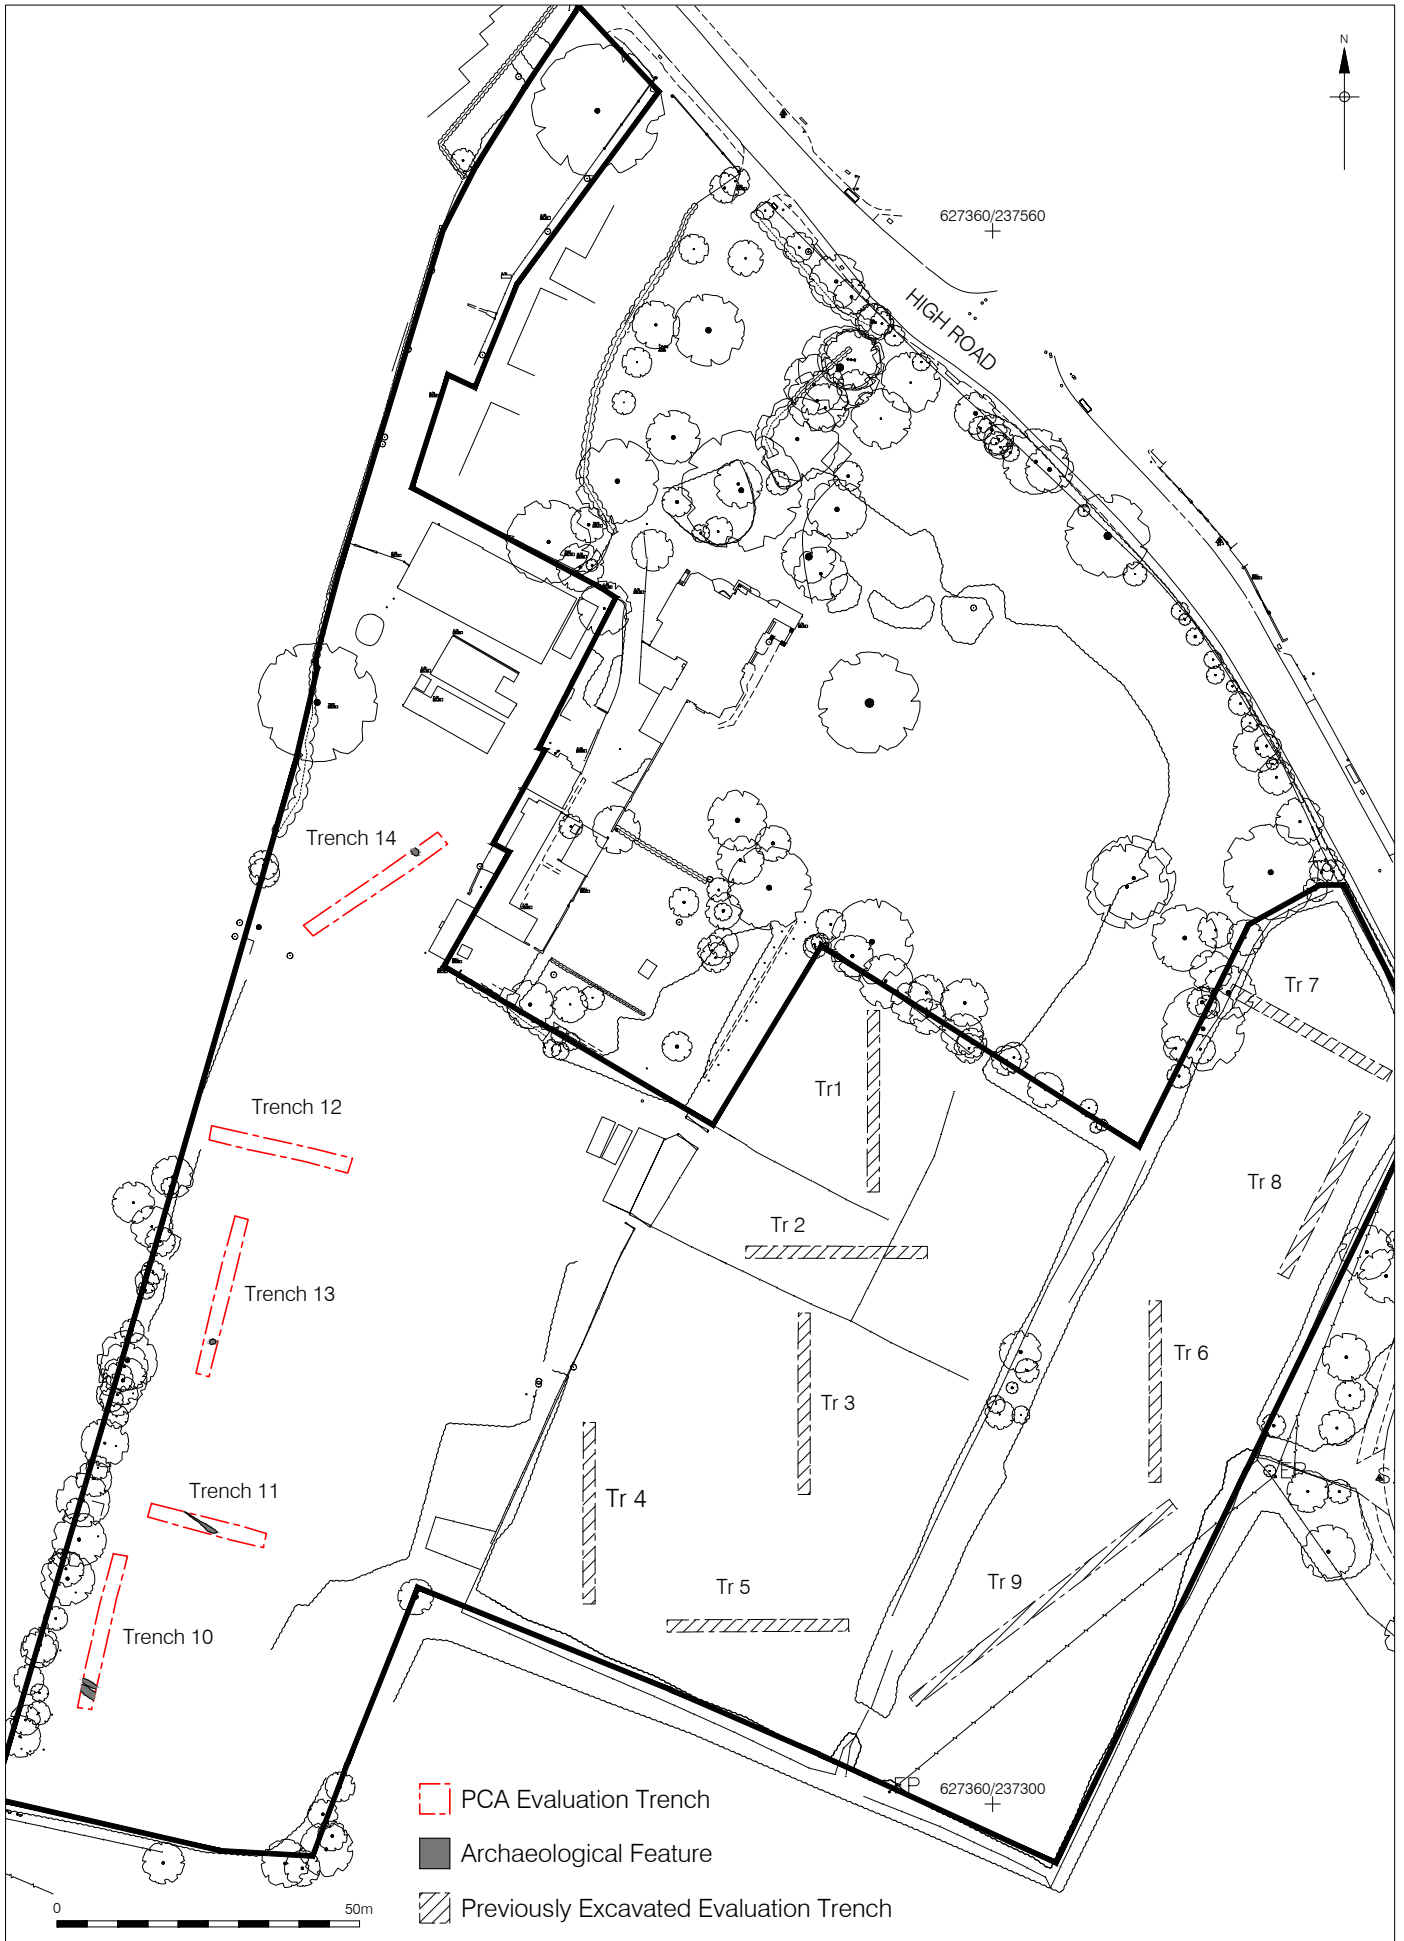 N
627360/237560
HIGH ROAD
Trench 14
Tr 7
Tr1
Trench 12
Tr 8
Tr 2
Trench 13
Tr 6
Tr 3
EP
Trench 11
Tr 4
Tr 9
Tr 5
Trench 10
EP
627360/237300
PCA Evaluation Trench
Archaeological Feature
Previously Excavated Evaluation Trench
0 50m